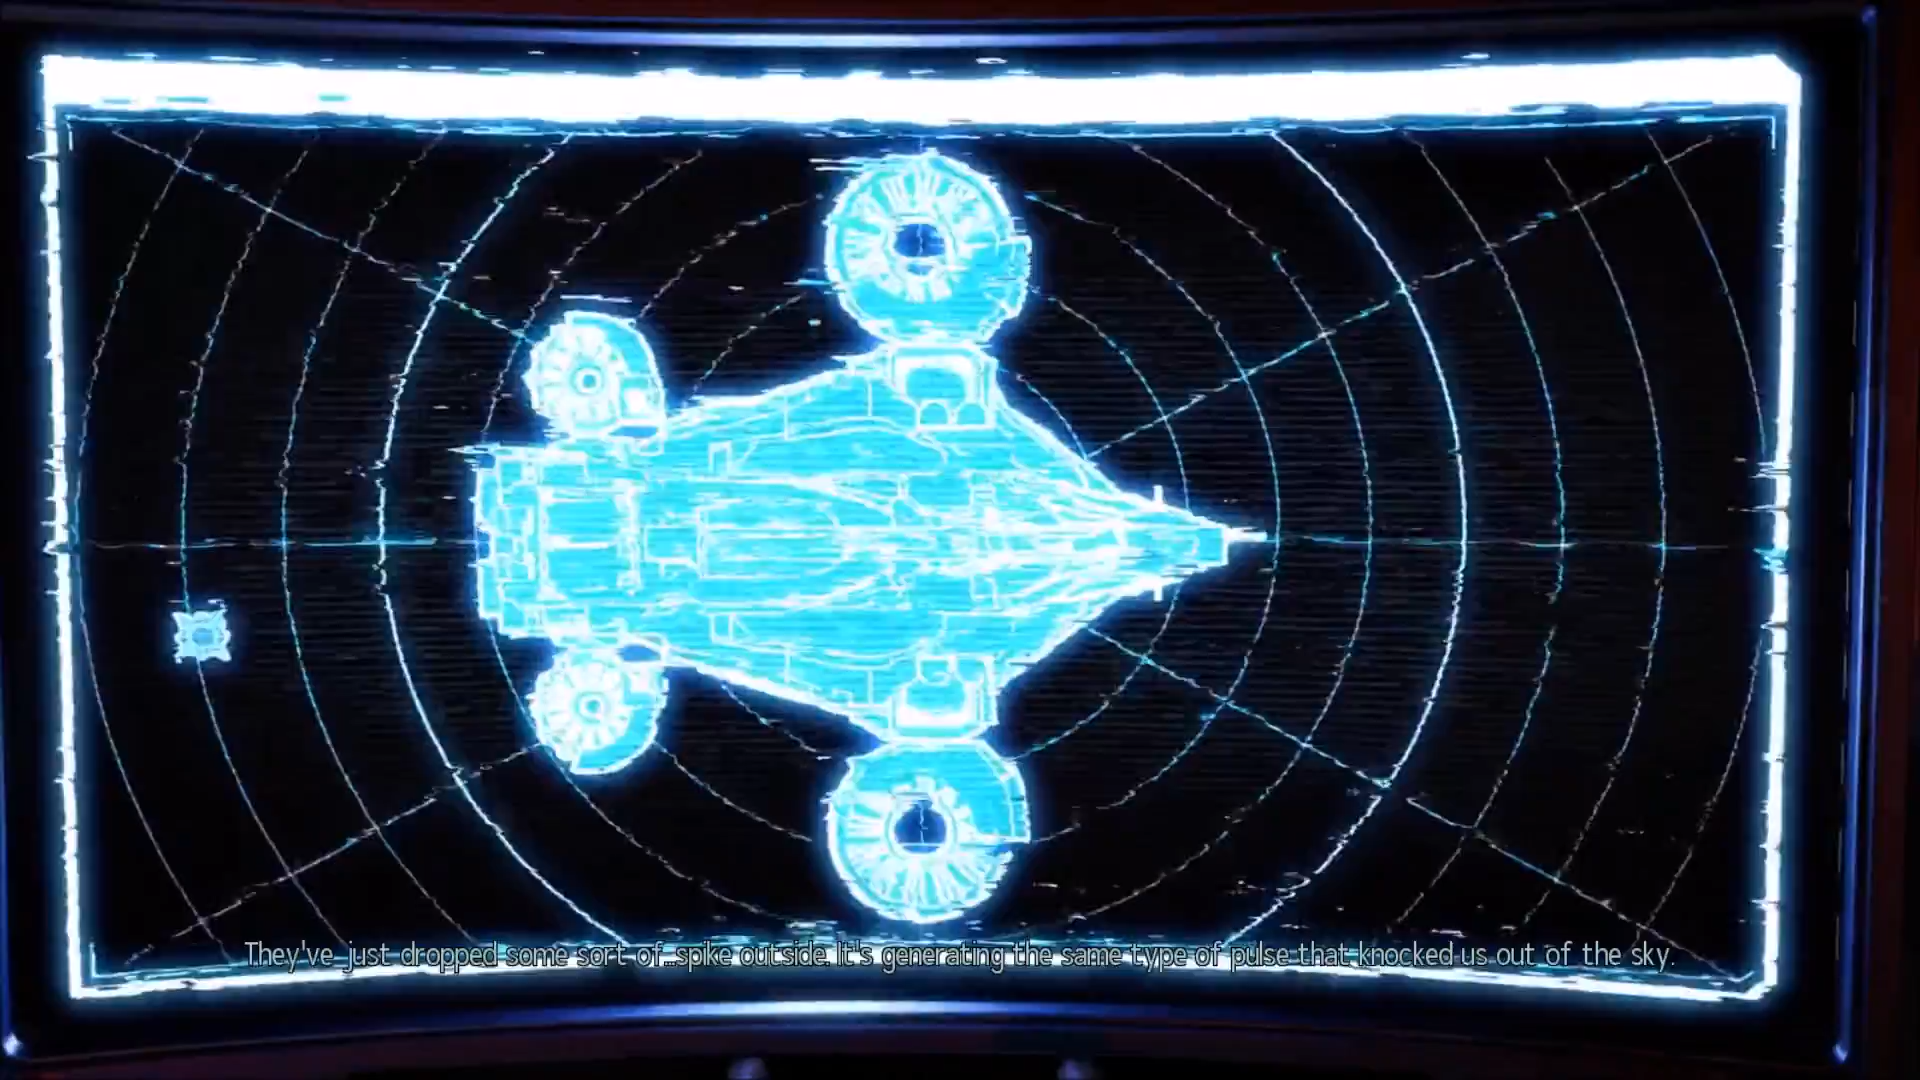 They've just dropped some sort of...spike outside. It's generating the same type of pulse that knocked us out of the sky.